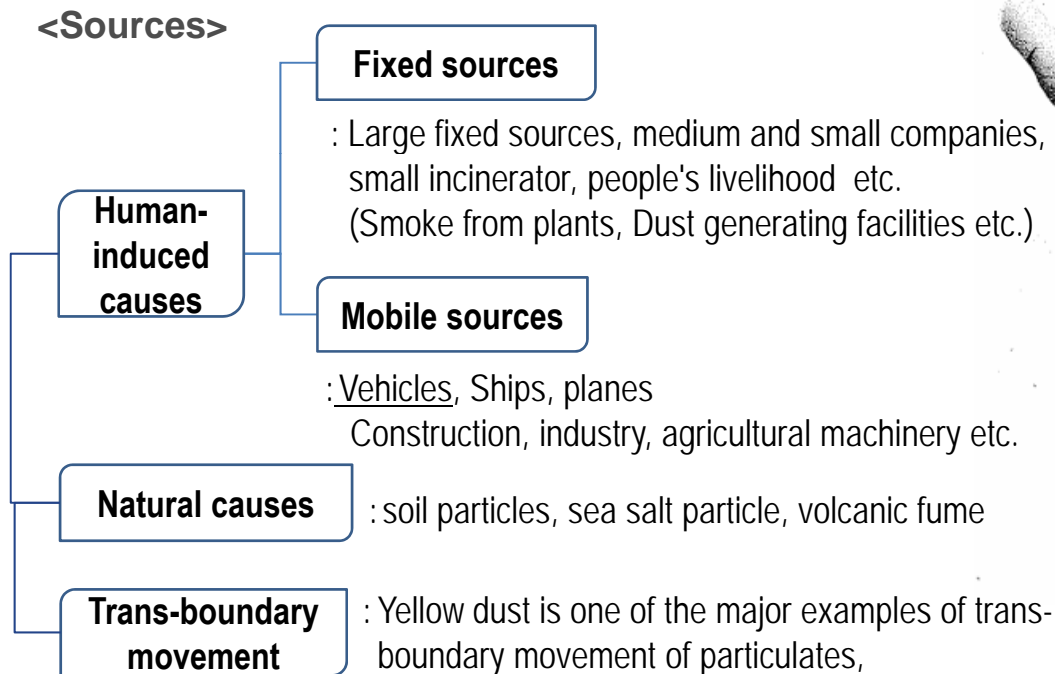 <Sources>
Fixed sources
: Large fixed sources, medium and small companies,
small incinerator, people's livelihood etc.
(Smoke from plants, Dust generating facilities etc.)
Human-
induced
causes
Mobile sources
: Vehicles, Ships, planes
Construction, industry, agricultural machinery etc.
Natural causes
: soil particles, sea salt particle, volcanic fume
Trans-boundary
movement
: Yellow dust is one of the major examples of trans-
boundary movement of particulates,